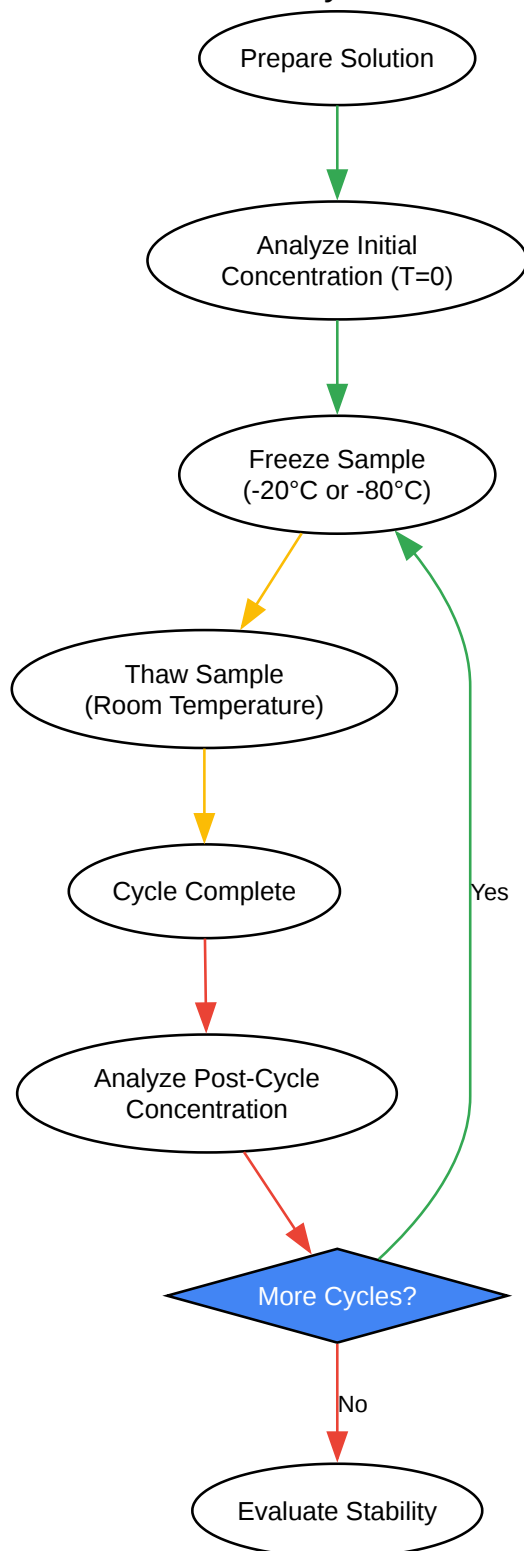 Prepare Solution
Analyze Initial
Concentration (T=0)
Freeze Sample
(-20°C or -80°C)
Thaw Sample
(Room Temperature)
Cycle Complete
Yes
Analyze Post-Cycle
Concentration
More Cycles?
No
Evaluate Stability